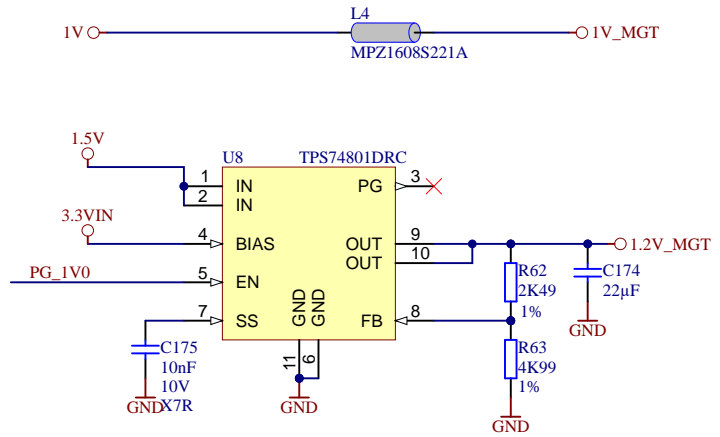 L4
1V
1V_MGT
MPZ1608S221A
1.5V
U8
TPS74801DRC
1
IN
PG
3
2
IN
3.3VIN
1.2V_MGT
4
BIAS
OUT
9
OUT
10
R62
C174
PG_1V0
5
EN
2K49
22µF
1%
7
SS
GND
GND
FB
8
GND
C175
R63
10nF
11
6
4K99
10V
1%
X7R
GND
GND
GND